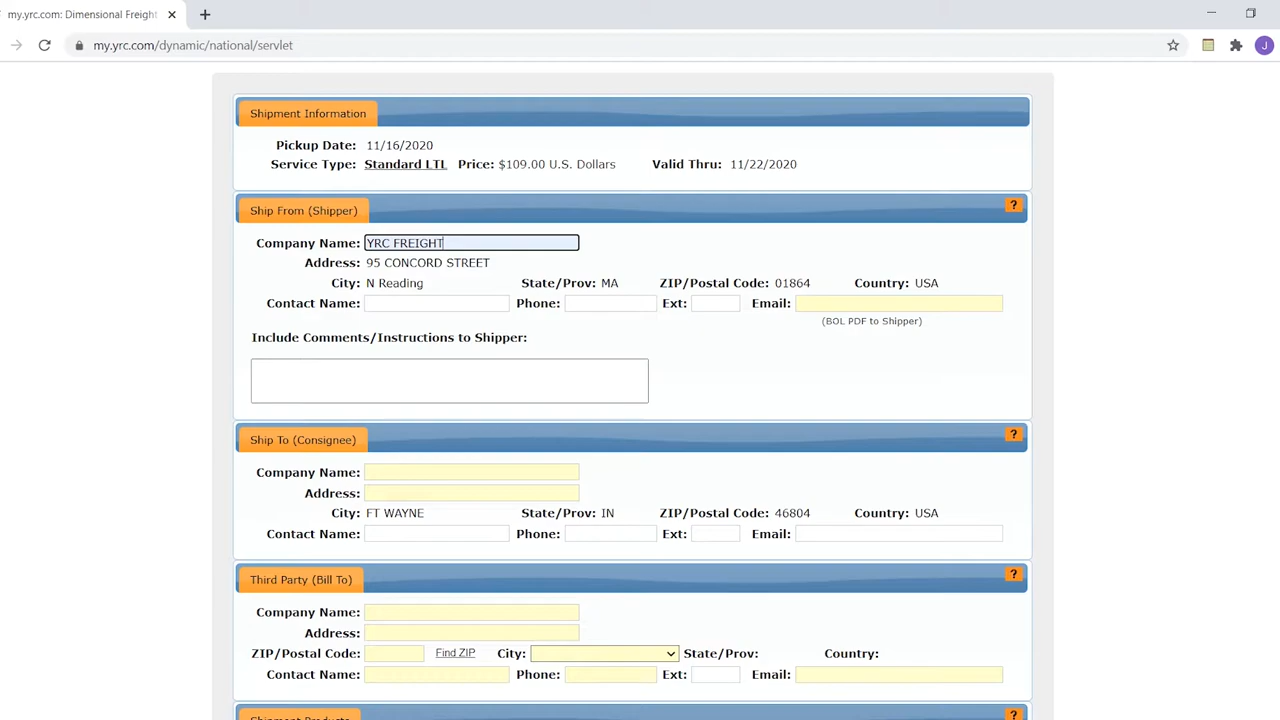 my.yrc.com: Dimensional Freight
my.yrc.com/dynamic/national/servlet
J
Shipment Information
Pickup Date: 11/16/2020
Service Type: Standard LTL Price: $109.00 U.S. Dollars Valid Thru: 11/22/2020
Ship From (Shipper) ?
Company Name: YRC FREIGHT
Address: 95 CONCORD STREET
City: N Reading State/Prov: MA ZIP/Postal Code: 01864 Country: USA
Contact Name: Phone: Ext: Email:
(BOL PDF to Shipper)
Include Comments/Instructions to Shipper:
Ship To (Consignee) ?
Company Name:
Address:
City: FT WAYNE State/Prov: IN ZIP/Postal Code: 46804 Country: USA
Contact Name: Phone: Ext: Email:
Third Party (Bill To) ?
Company Name:
Address:
ZIP/Postal Code: Find ZIP City: State/Prov: Country:
Contact Name: Phone: Ext: Email:
Shipment Products ?